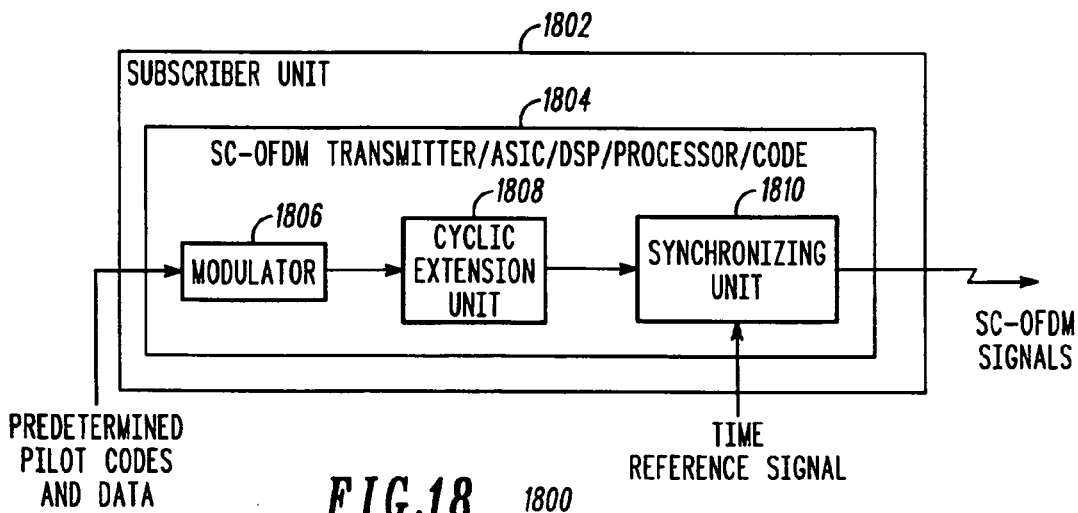 1802
SUBSCRIBER UNIT
1804
SC-OFDM TRANSMITTER/ASIC/DSP/PROCESSOR/CODE
1806
MODULATOR
1808
CYCLIC
EXTENSION
UNIT
1810
SYNCHRONIZING
UNIT
SC-OFDM
SIGNALS
PREDETERMINED
PILOT CODES
AND DATA
TIME
REFERENCE SIGNAL
FIG.18 1800